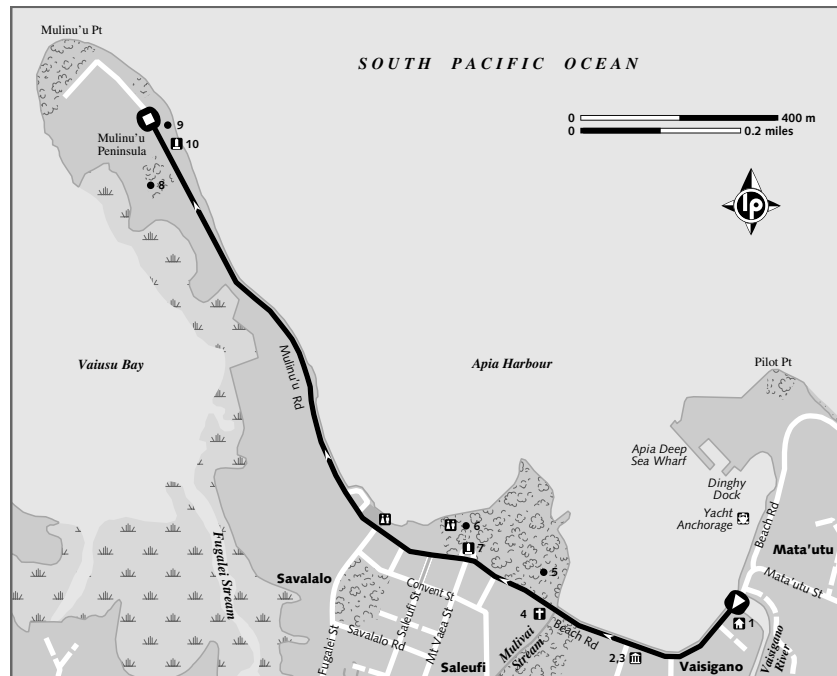 Mulinu'u Pt
SOUTH PACIFIC OCEAN
0 400 m
0 0.2 miles
9
Mulinu'u
Peninsula
10
8
lp
Vaiusu Bay
Mulinu'u Rd
Apia Harbour
Pilot Pt
Apia Deep
Sea Wharf
Dinghy
Dock
Yacht
Anchorage
Beach Rd
6
7
Mata'utu
Fugalei Stream
Savalalo
5
Mata'utu St
Convent St
Saleufi St
Fugalei St
Savalalo Rd
Mt Vaea St
4
Mulivai
Stream
Beach Rd
1
2,3
Saleufi
Vaisigano
Vaisigano
River